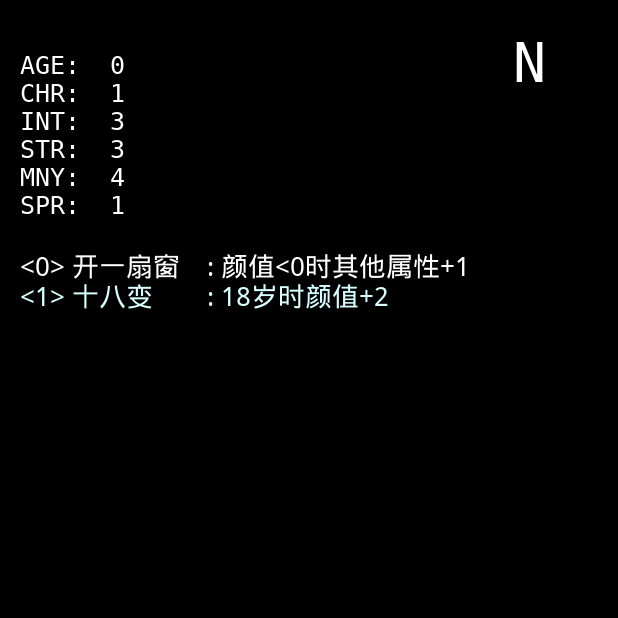 N
AGE: 0
CHR: 1
INT: 3
STR: 3
MNY: 4
SPR: 1
<0> 开一扇窗 : 颜值<0时其他属性+1
<1> 十八变 : 18岁时颜值+2